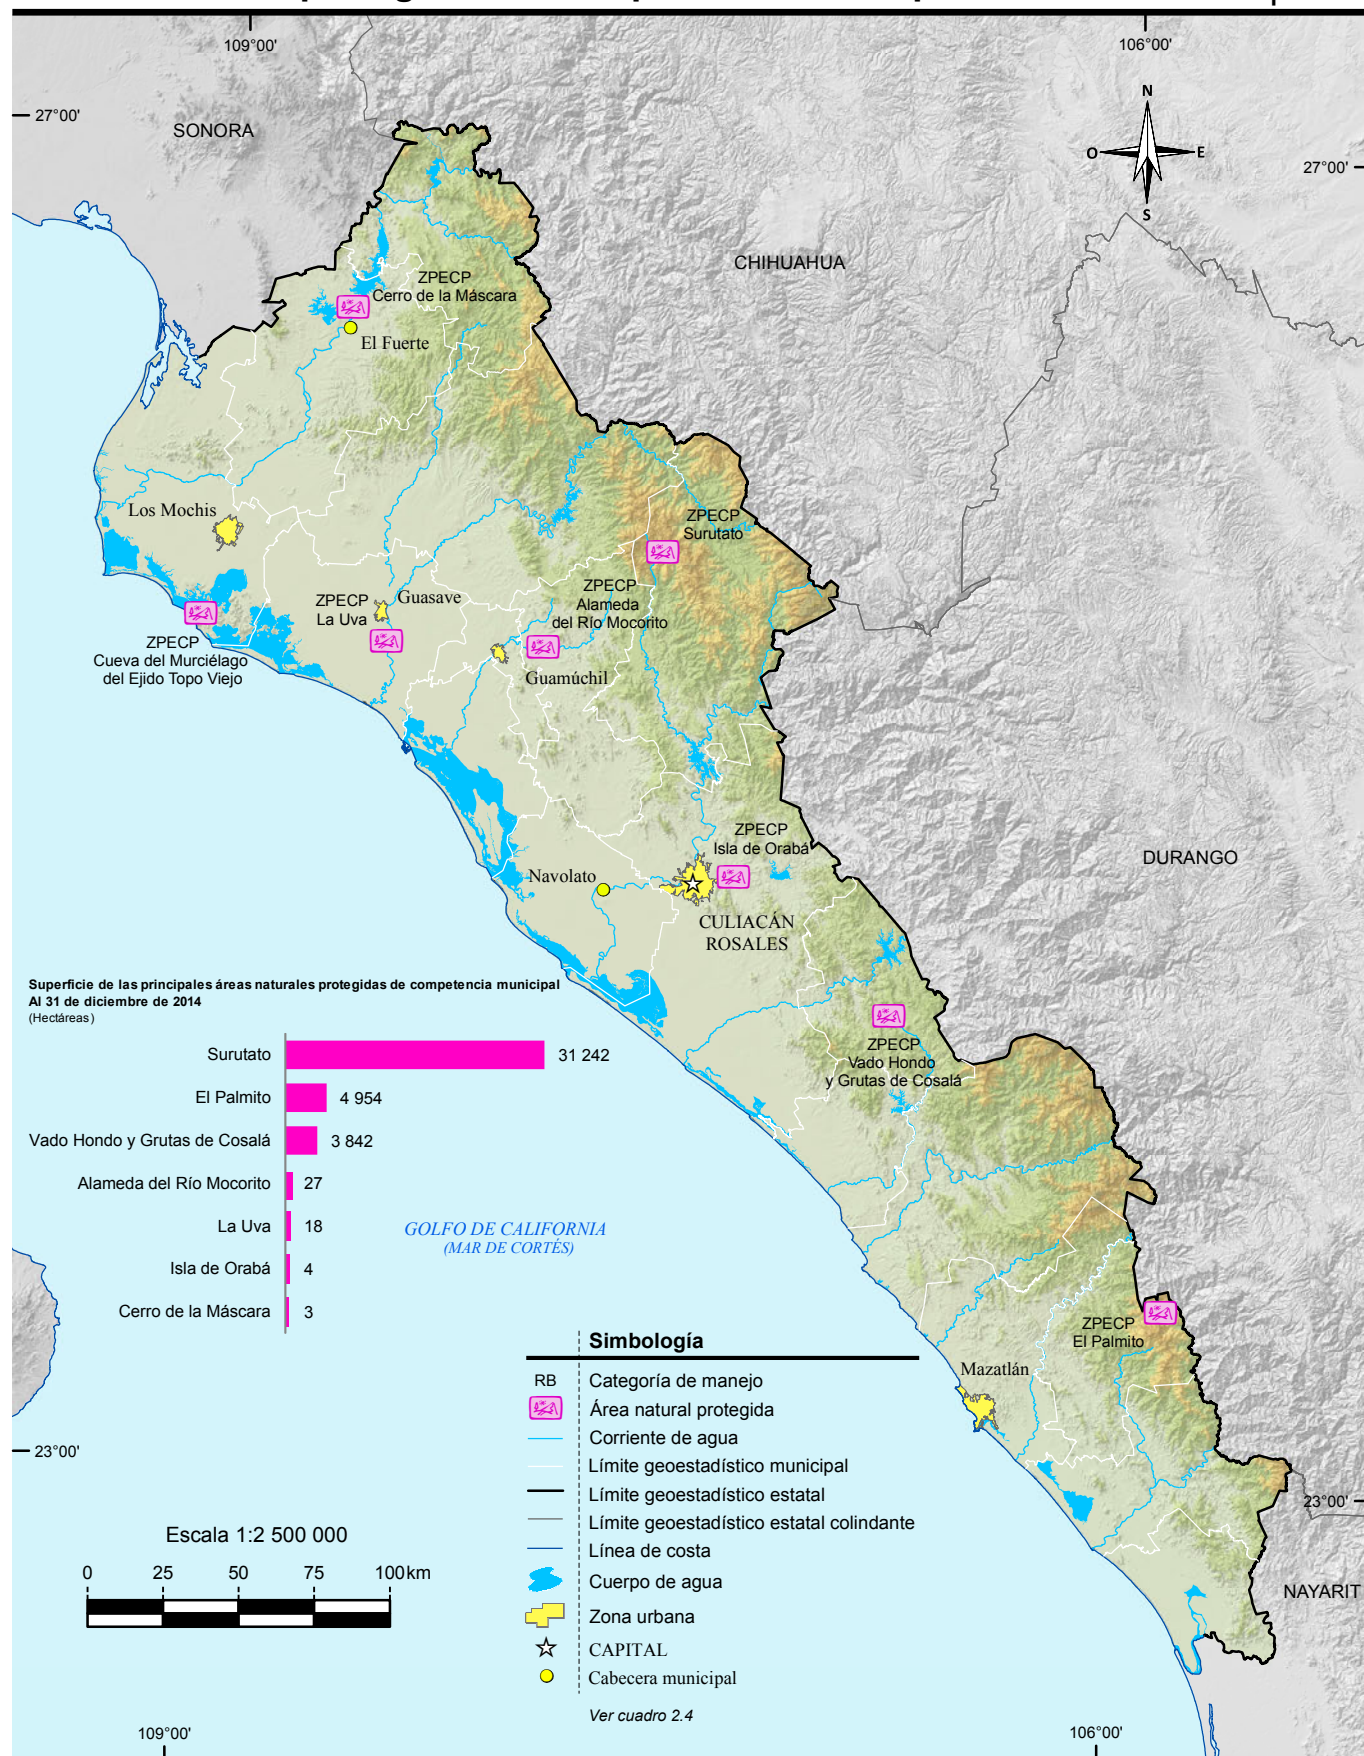 109°00'
106°00'
27°00'
27°00'
SONORA
N
O
E
S
CHIHUAHUA
ZPECP
Cerro de la Máscara
El Fuerte
Los Mochis
ZPECP
Surutato
ZPECP
La Uva
Guasave
ZPECP
Alameda
del Río Mocorito
ZPECP
Cueva del Murciélago
del Ejido Topo Viejo
Guamúchil
ZPECP
Isla de Orabá
DURANGO
Navolato
CULIACÁN
ROSALES
Superficie de las principales áreas naturales protegidas de competencia municipal
Al 31 de diciembre de 2014
(Hectáreas)
Surutato 31 242
El Palmito 4 954
Vado Hondo y Grutas de Cosalá 3 842
Alameda del Río Mocorito 27
La Uva 18
Isla de Orabá 4
Cerro de la Máscara 3
ZPECP
Vado Hondo
y Grutas de Cosalá
GOLFO DE CALIFORNIA
(MAR DE CORTÉS)
ZPECP
El Palmito
Mazatlán
Simbología
RB Categoría de manejo
Área natural protegida
Corriente de agua
Límite geoestadístico municipal
Límite geoestadístico estatal
Límite geoestadístico estatal colindante
Línea de costa
Cuerpo de agua
Zona urbana
CAPITAL
Cabecera municipal
Ver cuadro 2.4
23°00'
23°00'
Escala 1:2 500 000
0 25 50 75 100 km
NAYARIT
109°00'
106°00'